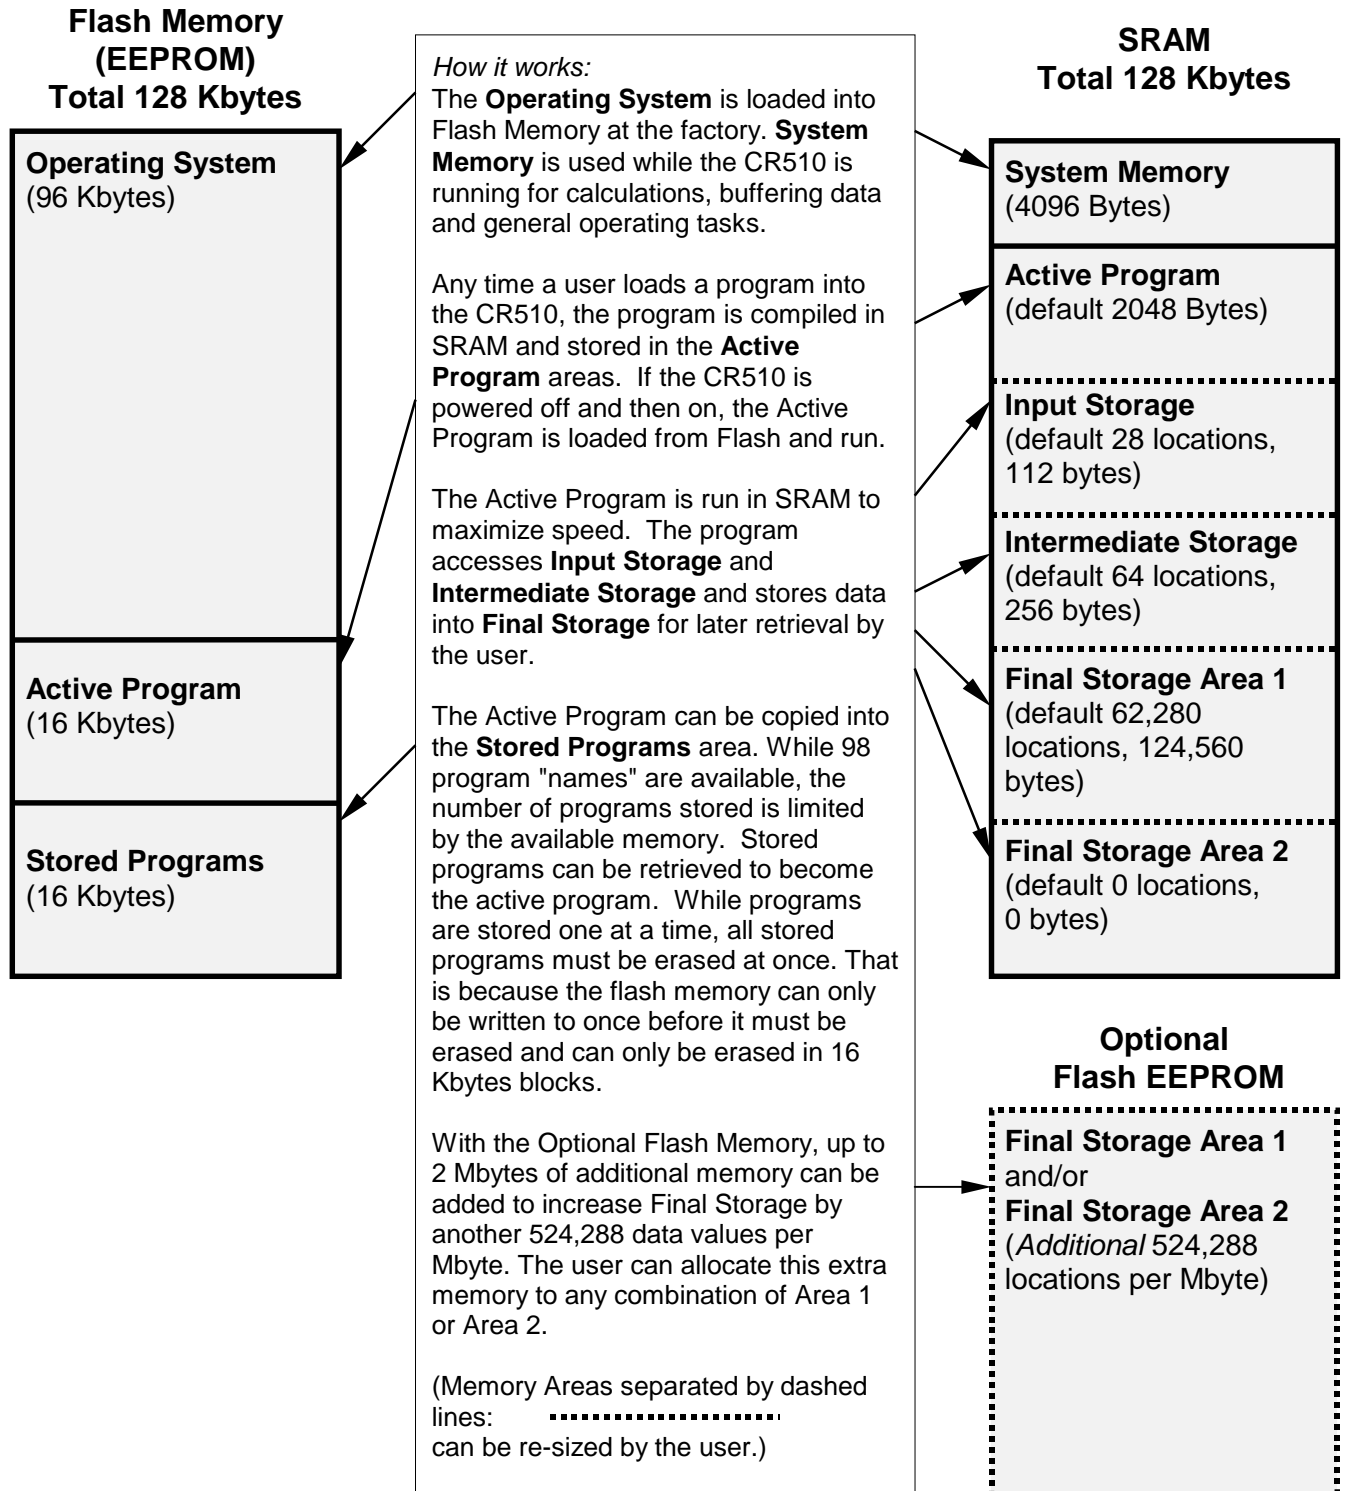 Flash Memory
(EEPROM)
Total 128 Kbytes
Operating System
(96 Kbytes)
Active Program
(16 Kbytes)
Stored Programs
(16 Kbytes)
How it works:
The Operating System is loaded into
Flash Memory at the factory. System
Memory is used while the CR510 is
running for calculations, buffering data
and general operating tasks.
Any time a user loads a program into
the CR510, the program is compiled in
SRAM and stored in the Active
Program areas. If the CR510 is
powered off and then on, the Active
Program is loaded from Flash and run.
The Active Program is run in SRAM to
maximize speed. The program
accesses Input Storage and
Intermediate Storage and stores data
into Final Storage for later retrieval by
the user.
The Active Program can be copied into
the Stored Programs area. While 98
program "names" are available, the
number of programs stored is limited
by the available memory. Stored
programs can be retrieved to become
the active program. While programs
are stored one at a time, all stored
programs must be erased at once. That
is because the flash memory can only
be written to once before it must be
erased and can only be erased in 16
Kbytes blocks.
With the Optional Flash Memory, up to
2 Mbytes of additional memory can be
added to increase Final Storage by
another 524,288 data values per
Mbyte. The user can allocate this extra
memory to any combination of Area 1
or Area 2.
(Memory Areas separated by dashed
lines:
can be re-sized by the user.)
SRAM
Total 128 Kbytes
System Memory
(4096 Bytes)
Active Program
(default 2048 Bytes)
Input Storage
(default 28 locations,
112 bytes)
Intermediate Storage
(default 64 locations,
256 bytes)
Final Storage Area 1
(default 62,280
locations, 124,560
bytes)
Final Storage Area 2
(default 0 locations,
0 bytes)
Optional
Flash EEPROM
Final Storage Area 1
and/or
Final Storage Area 2
(Additional 524,288
locations per Mbyte)